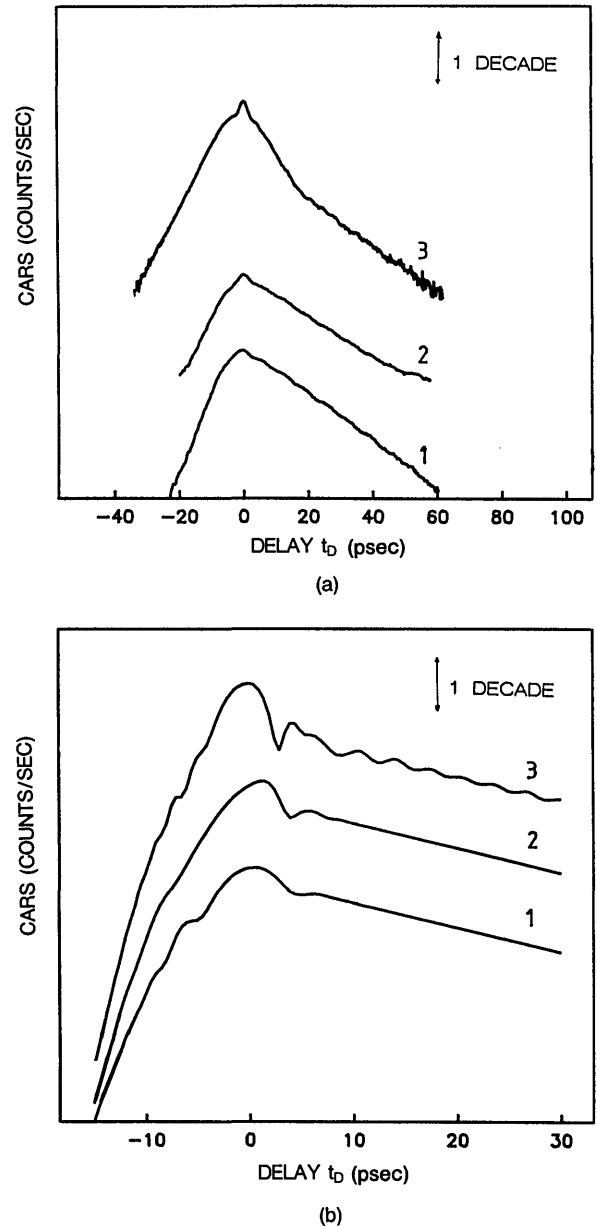 1 DECADE
CARS (COUNTS/SEC)
3
2
1
−40 −20 0 20 40 60 80 100
DELAY tD (psec)
(a)
1 DECADE
CARS (COUNTS/SEC)
3
2
1
−10 0 10 20 30
DELAY tD (psec)
(b)